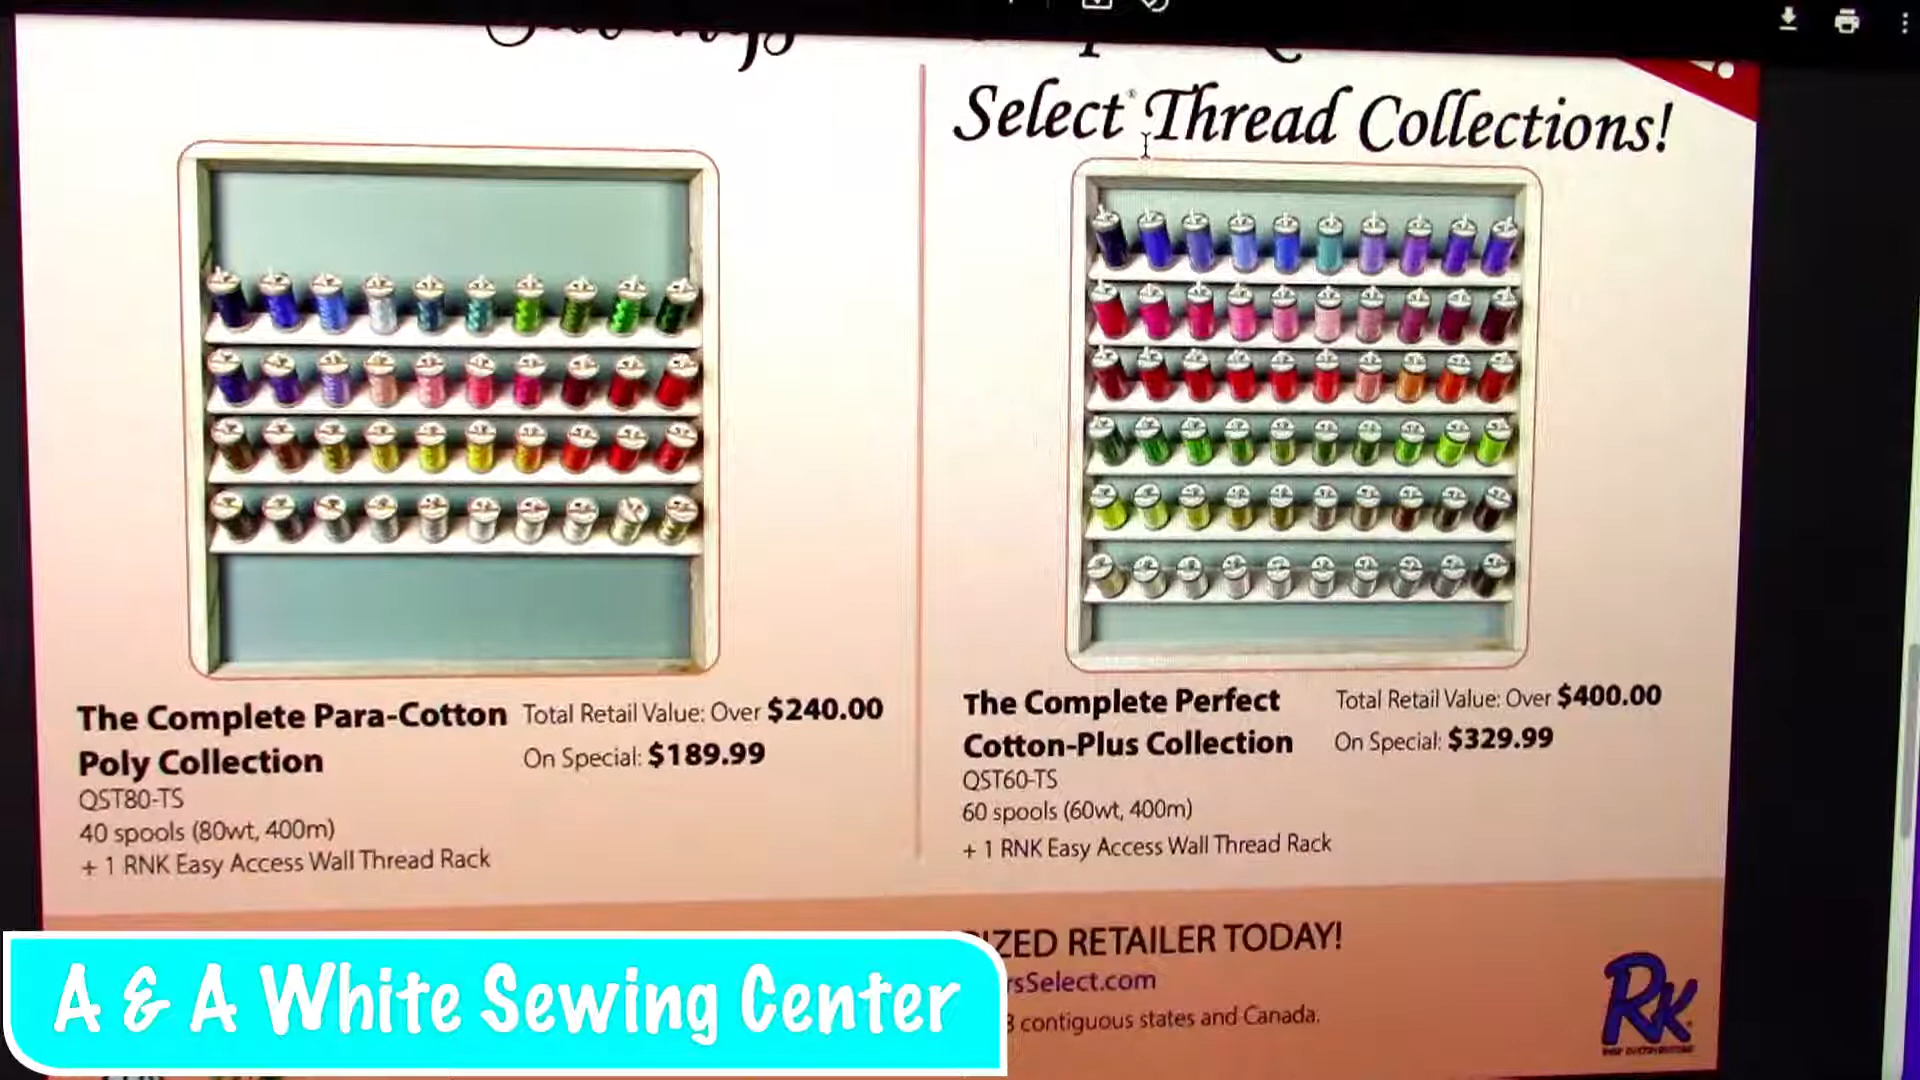 Select Thread Collections!
The Complete Para-Cotton
Poly Collection
Total Retail Value: Over $240.00
On Special: $189.99
QST80-TS
40 spools (80wt, 400m)
+ 1 RNK Easy Access Wall Thread Rack
The Complete Perfect
Cotton-Plus Collection
Total Retail Value: Over $400.00
On Special: $329.99
QST60-TS
60 spools (60wt, 400m)
+ 1 RNK Easy Access Wall Thread Rack
RETAILER TODAY!
rsSelect.com
contiguous states and Canada.
RNK
A & A White Sewing Center